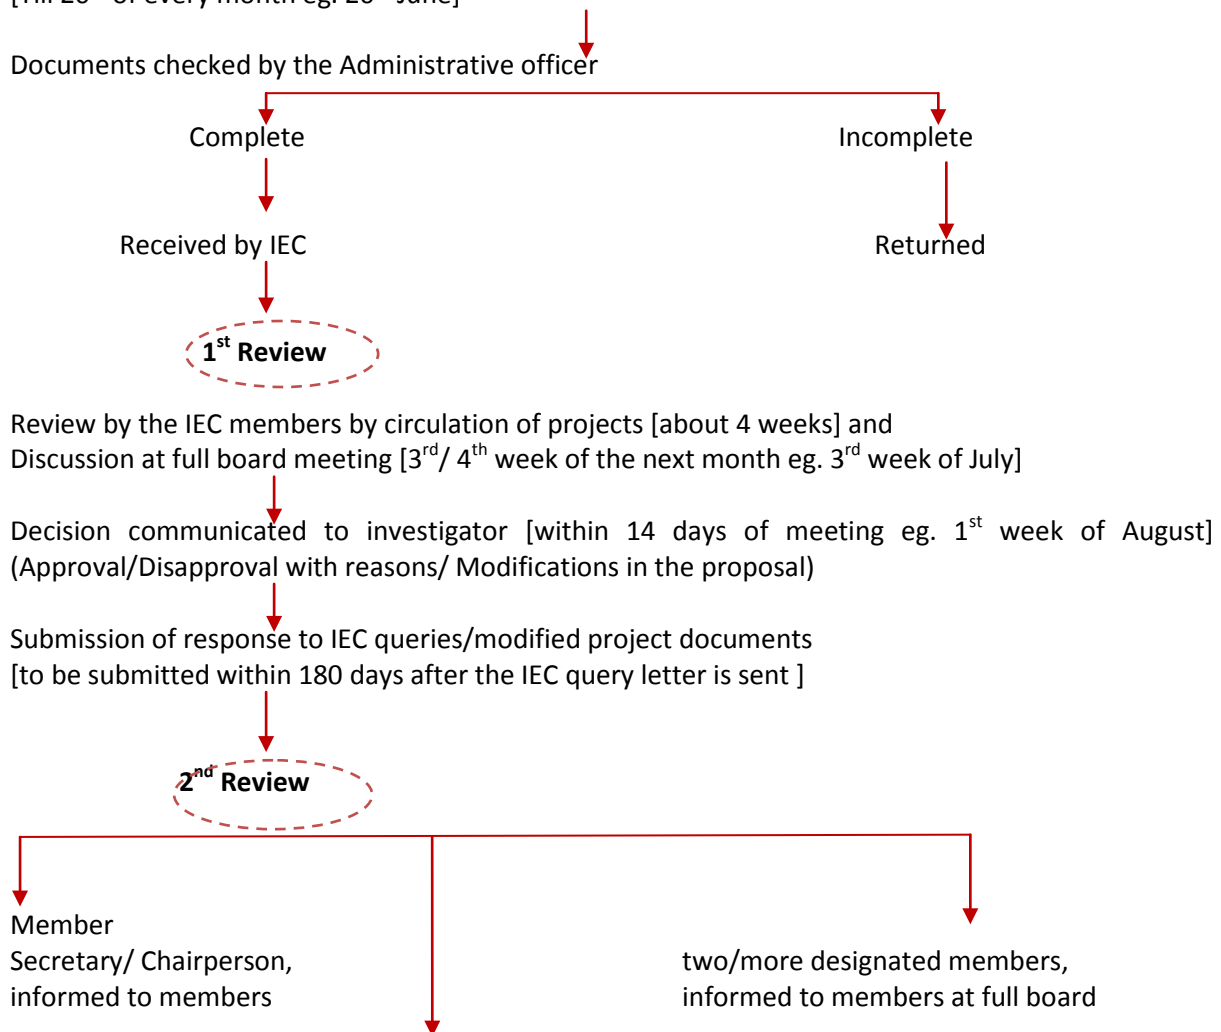 Documents checked by the Administrative officer
Complete
Incomplete
Received by IEC
Returned
1st Review
Review by the IEC members by circulation of projects [about 4 weeks] and
Discussion at full board meeting [3rd/ 4th week of the next month eg. 3rd week of July]
Decision communicated to investigator [within 14 days of meeting eg. 1st week of August]
(Approval/Disapproval with reasons/ Modifications in the proposal)
Submission of response to IEC queries/modified project documents
[to be submitted within 180 days after the IEC query letter is sent ]
2nd Review
Member
Secretary/ Chairperson,
informed to members
two/more designated members,
informed to members at full board